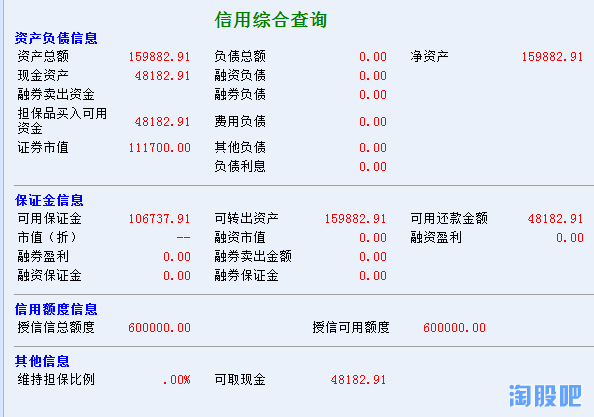 信用综合查询
资产负债信息
资产总额 159882.91 负债总额 0.00 净资产 159882.91
现金资产 48182.91 融资负债 0.00
融券卖出资金 融券负债 0.00
担保品买入可用
资金 48182.91 费用负债 0.00
证券市值 111700.00 其他负债 0.00
负债利息 0.00
保证金信息
可用保证金 106737.91 可转出资产 159882.91 可用还款金额 48182.91
市值（折） -- 融资市值 0.00 融资盈利 0.00
融券盈利 0.00 融券卖出金额 0.00
融资保证金 0.00 融券保证金 0.00
信用额度信息
授信信总额度 600000.00 授信可用额度 600000.00
其他信息
维持担保比例 .00% 可取现金 48182.91
淘股吧